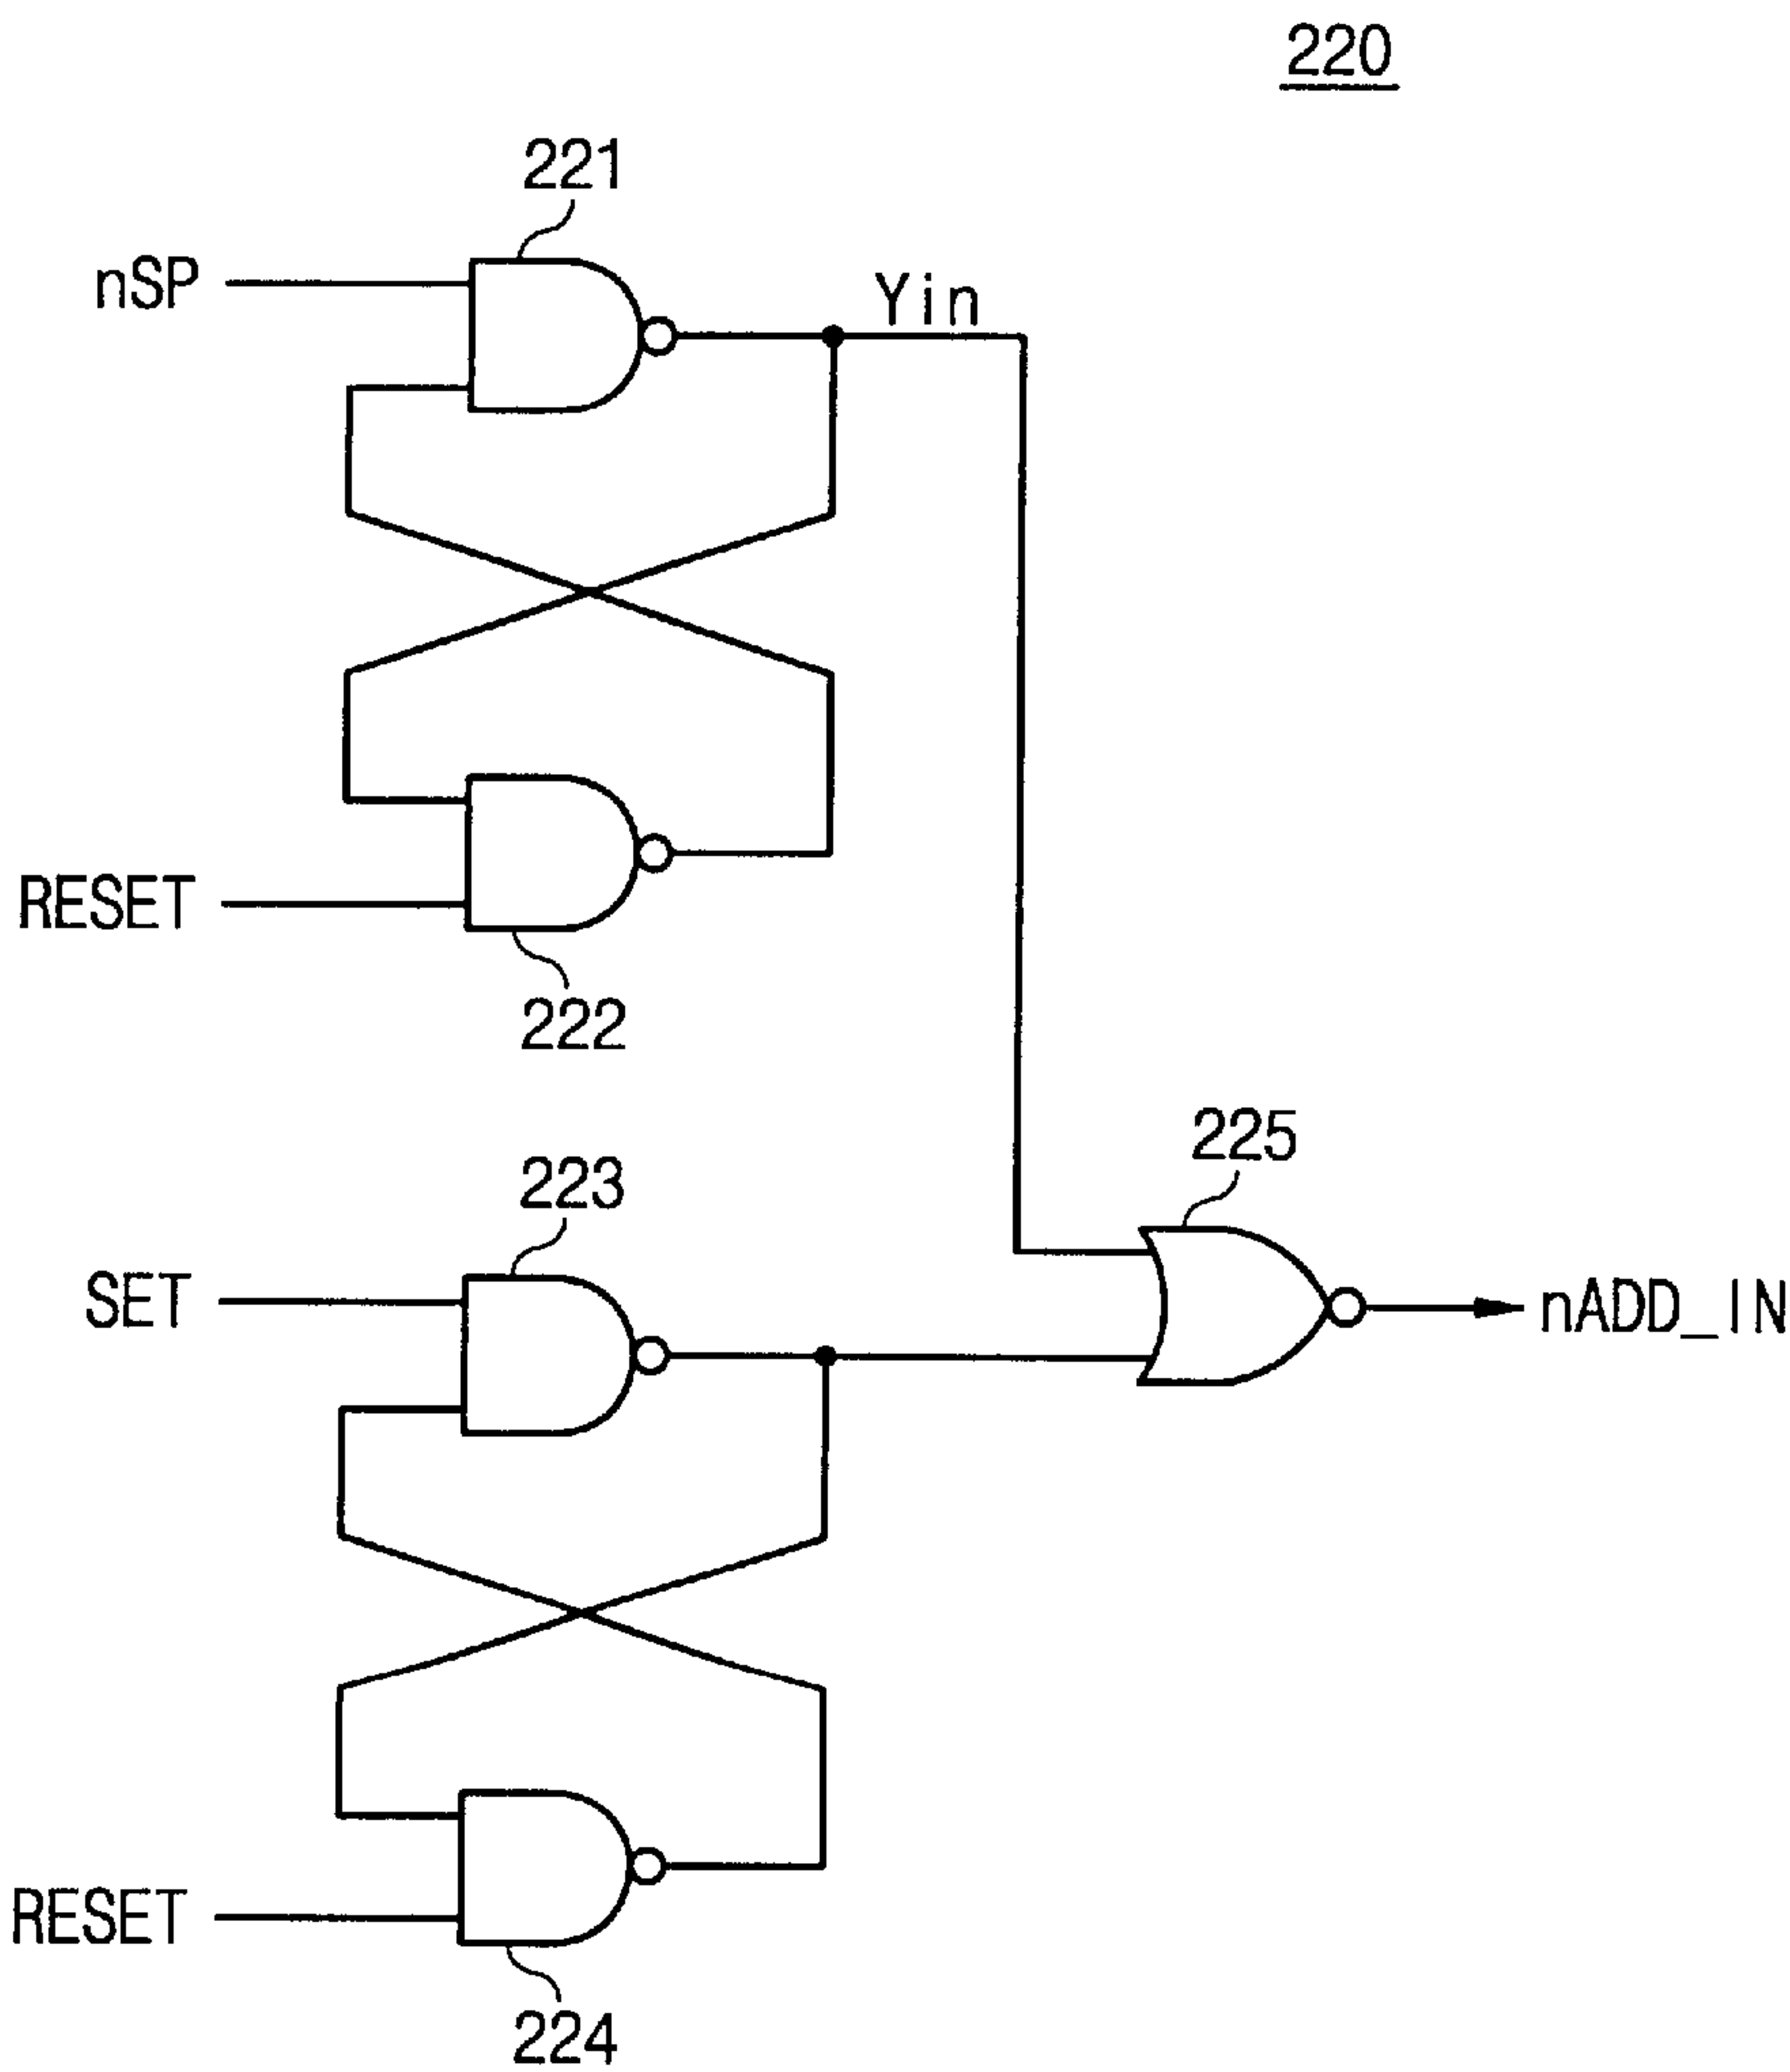 220
221
nSP
Yin
RESET
222
225
223
SET
nADD_IN
RESET
224